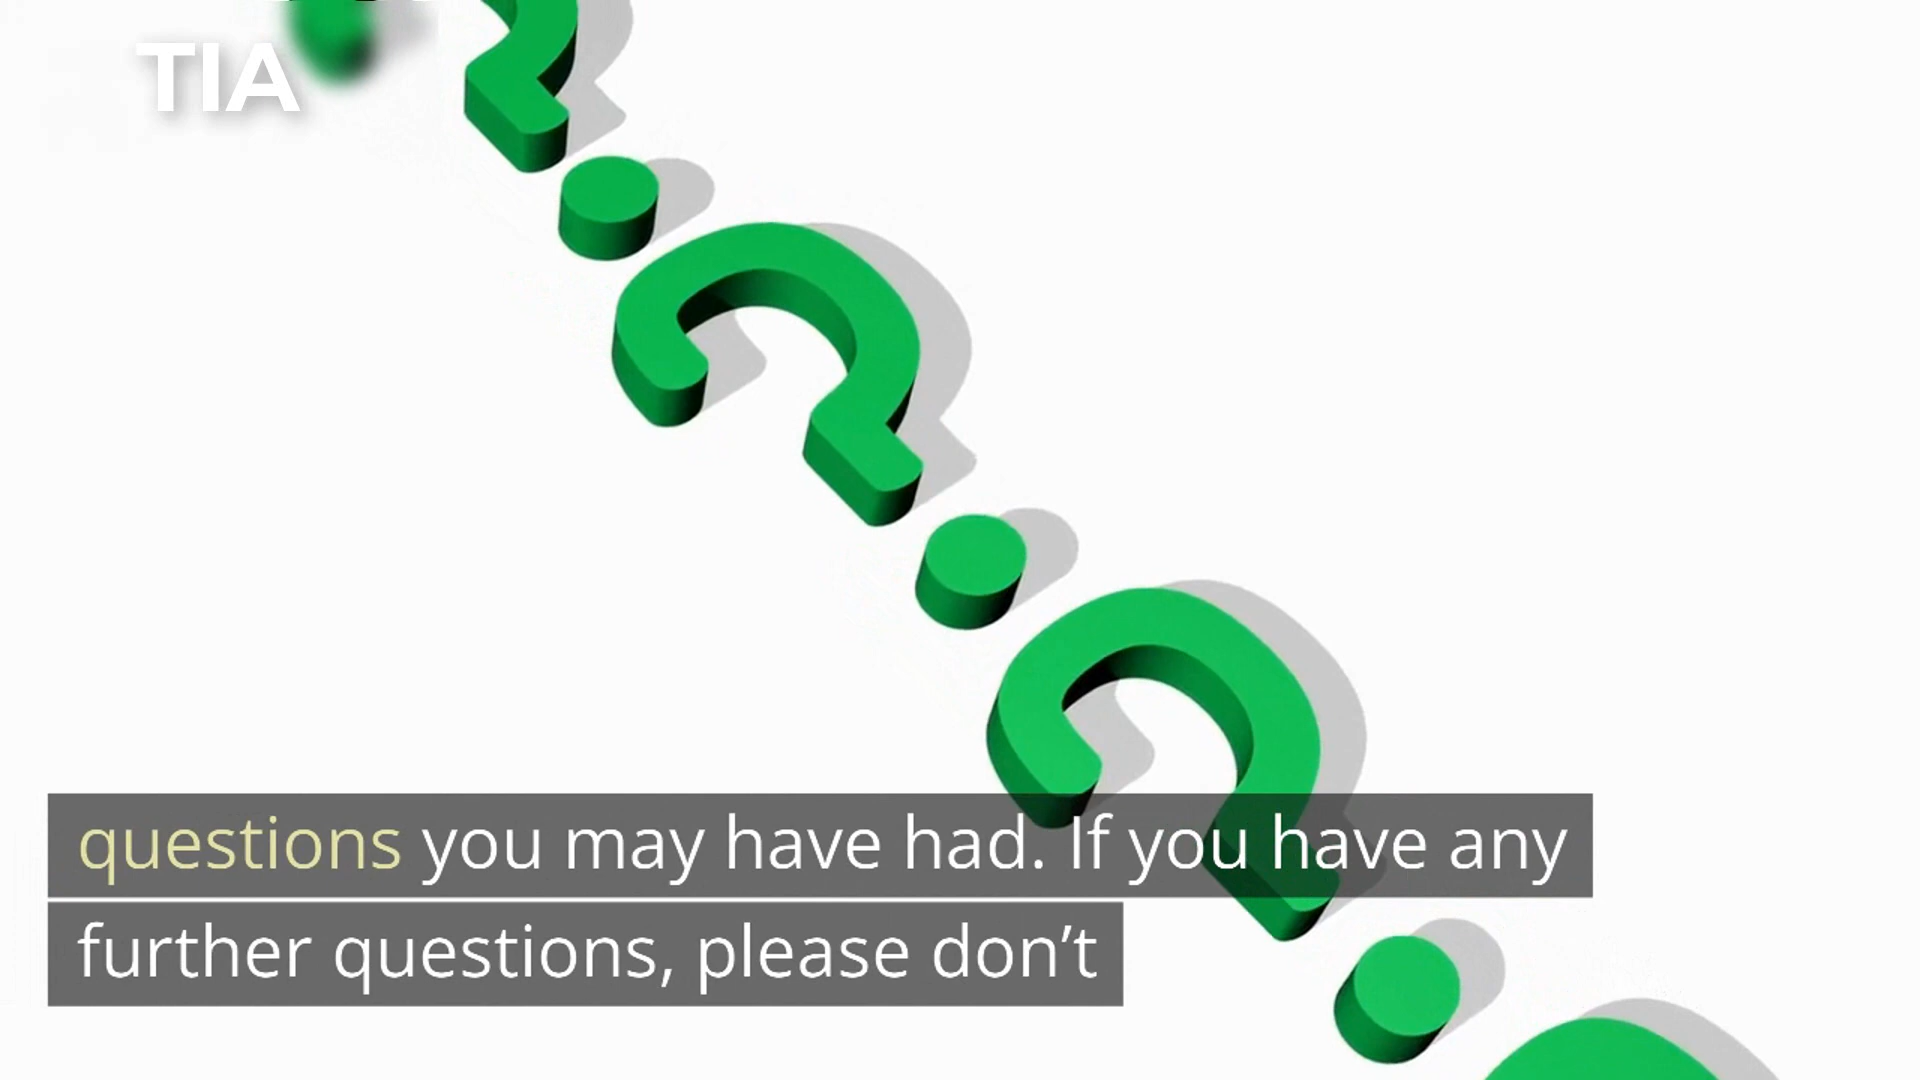 TIA
questions you may have had. If you have any
further questions, please don’t